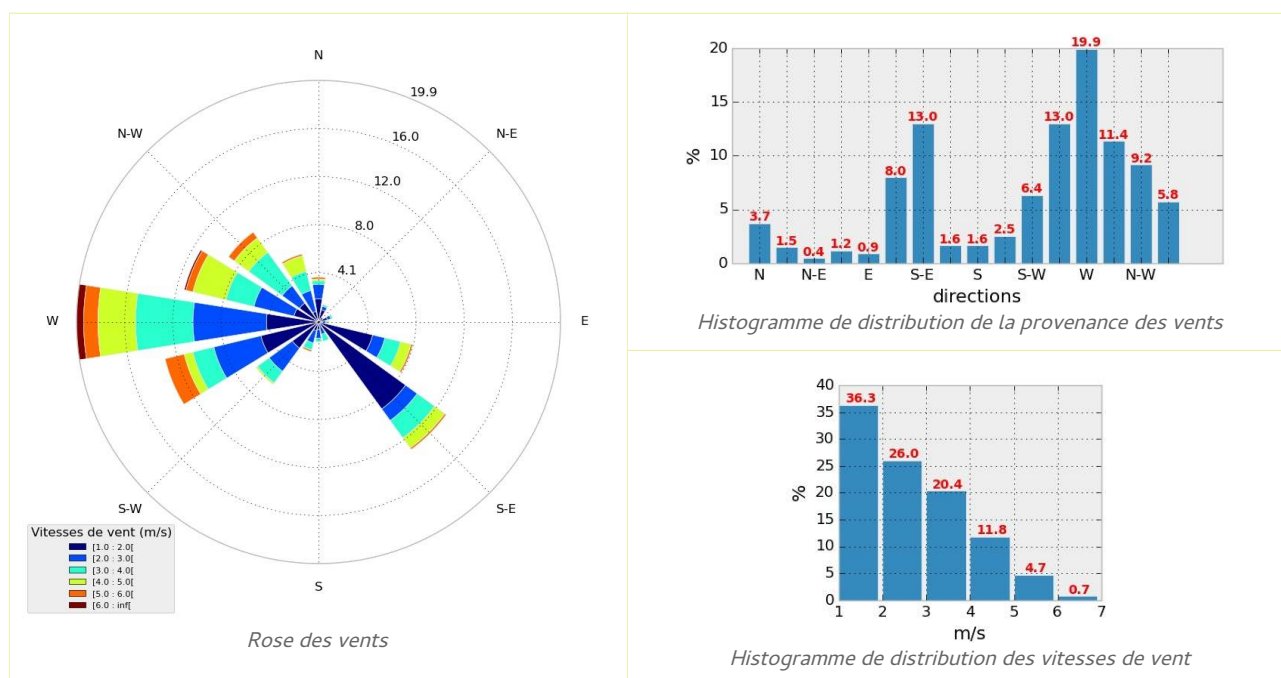 N
19.9
N-W
N-E
16.0
12.0
8.0
4.1
W
E
S-W
S-E
S
Vitesses de vent (m/s)
[1.0 : 2.0[
[2.0 : 3.0[
[3.0 : 4.0[
[4.0 : 5.0[
[5.0 : 6.0[
[6.0 : inf[
Rose des vents
20
15
10
5
0
%
3.7
1.5
0.4
1.2
0.9
8.0
13.0
1.6
1.6
2.5
6.4
13.0
19.9
11.4
9.2
5.8
N N-E E S-E S S-W W N-W
directions
Histogramme de distribution de la provenance des vents
40
35
30
25
20
15
10
5
0
%
36.3
26.0
20.4
11.8
4.7
0.7
1 2 3 4 5 6 7
m/s
Histogramme de distribution des vitesses de vent